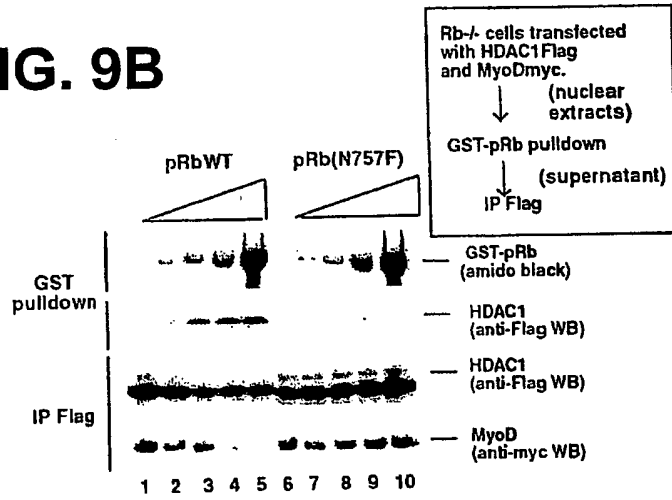 IG. 9B
Rb-/- cells transfected
with HDAC1Flag
and MyoDmyc.
(nuclear
extracts)
GST-pRb pulldown
(supernatant)
IP Flag
pRbWT
pRb(N757F)
GST
pulldown
GST-pRb
(amido black)
HDAC1
(anti-Flag WB)
IP Flag
HDAC1
(anti-Flag WB)
MyoD
(anti-myc WB)
1 2 3 4 5 6 7 8 9 10